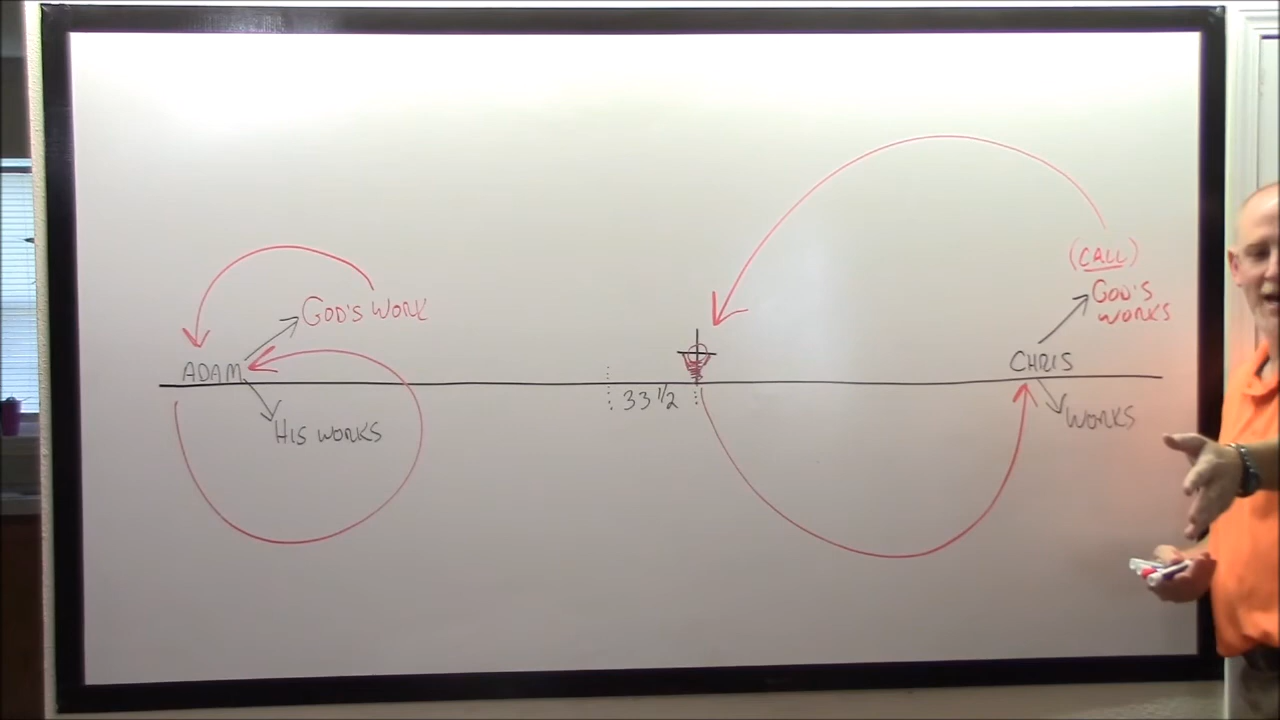 GOD'S WORK
ADAM
HIS WORKS
33 1/2
(CALL)
GOD'S
WORKS
CHRIS
WORKS